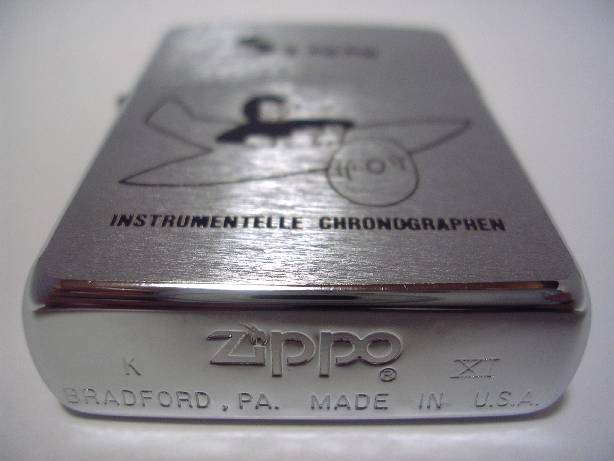 INSTRUMENTELLE CHRONOGRAPHEN
K Zippo ® XI
BRADFORD, PA. MADE IN U.S.A.